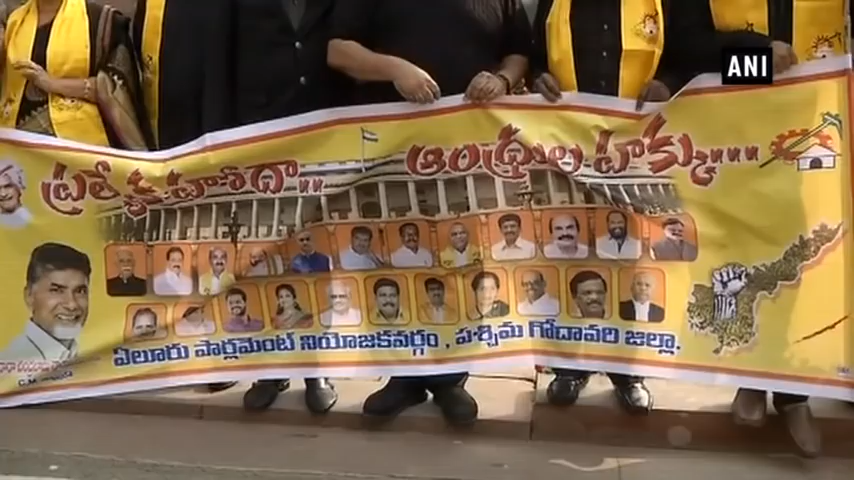 ANI
ప్రత్యేక హోదా... ఆంధ్రుల హక్కు...
ఏలూరు పార్లమెంట్ నియోజకవర్గం, పశ్చిమ గోదావరి జిల్లా.